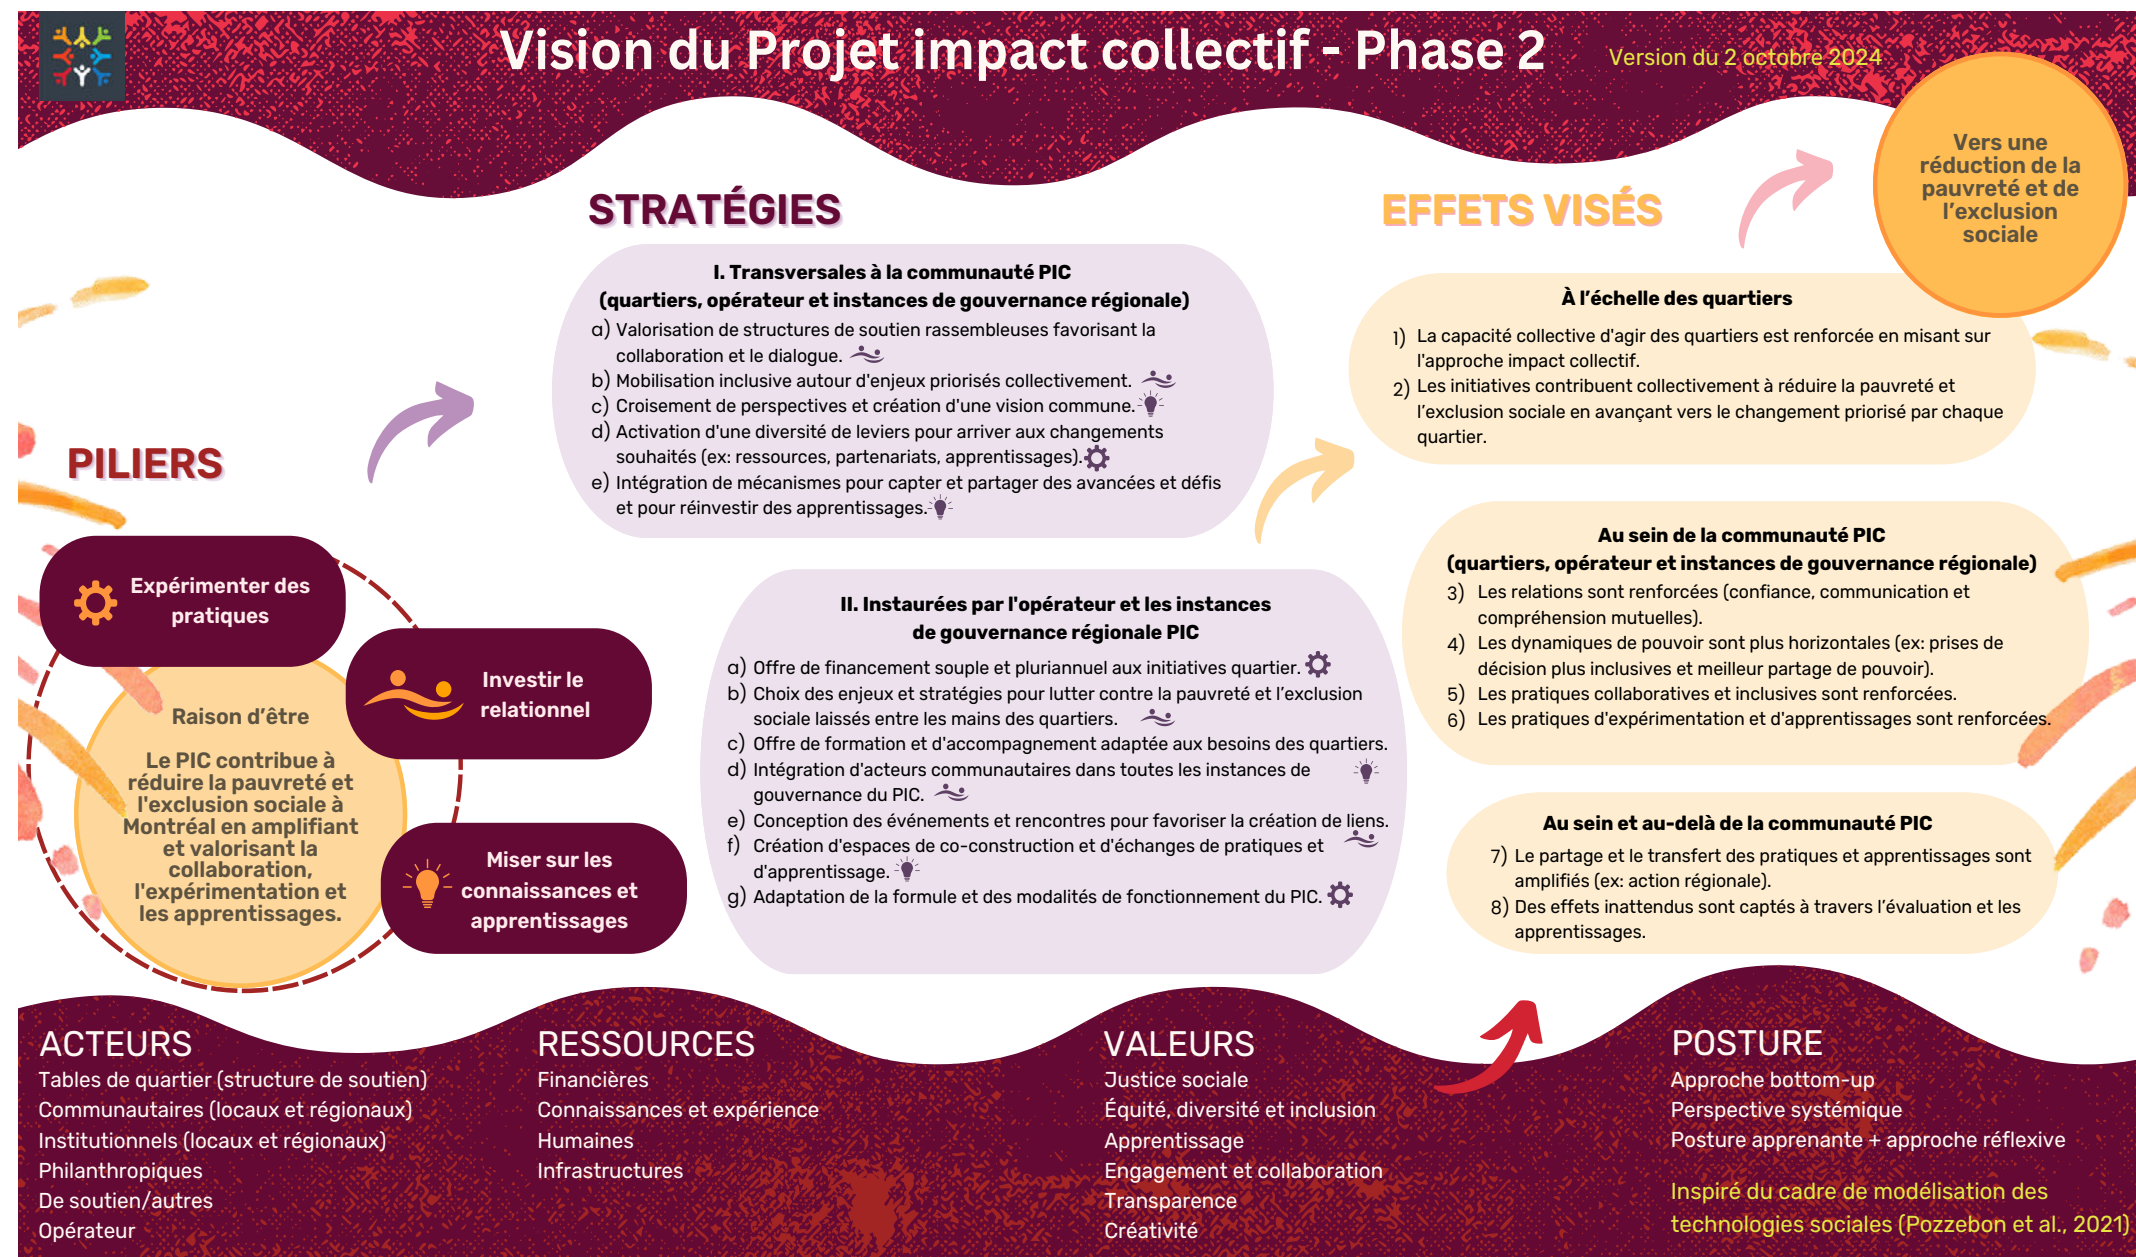 Vision du Projet impact collectif - Phase 2
Version du 2 octobre 2024
Vers une
réduction de la
pauvreté et de
l'exclusion
sociale
PILIERS
Expérimenter des
pratiques
Investir le
relationnel
Miser sur les
connaissances et
apprentissages
Raison d'être
Le PIC contribue à
réduire la pauvreté et
l'exclusion sociale à
Montréal en amplifiant
et valorisant la
collaboration,
l'expérimentation et
les apprentissages.
STRATÉGIES
I. Transversales à la communauté PIC
(quartiers, opérateur et instances de gouvernance régionale)
a) Valorisation de structures de soutien rassembleuses favorisant la
collaboration et le dialogue.
b) Mobilisation inclusive autour d'enjeux priorisés collectivement.
c) Croisement de perspectives et création d'une vision commune.
d) Activation d'une diversité de leviers pour arriver aux changements
souhaités (ex: ressources, partenariats, apprentissages).
e) Intégration de mécanismes pour capter et partager des avancées et défis
et pour réinvestir des apprentissages.
II. Instaurées par l'opérateur et les instances
de gouvernance régionale PIC
a) Offre de financement souple et pluriannuel aux initiatives quartier.
b) Choix des enjeux et stratégies pour lutter contre la pauvreté et l'exclusion
sociale laissés entre les mains des quartiers.
c) Offre de formation et d'accompagnement adaptée aux besoins des quartiers.
d) Intégration d'acteurs communautaires dans toutes les instances de
gouvernance du PIC.
e) Conception des événements et rencontres pour favoriser la création de liens.
f) Création d'espaces de co-construction et d'échanges de pratiques et
d'apprentissage.
g) Adaptation de la formule et des modalités de fonctionnement du PIC.
EFFETS VISÉS
À l'échelle des quartiers
1) La capacité collective d'agir des quartiers est renforcée en misant sur
l'approche impact collectif.
2) Les initiatives contribuent collectivement à réduire la pauvreté et
l'exclusion sociale en avançant vers le changement priorisé par chaque
quartier.
Au sein de la communauté PIC
(quartiers, opérateur et instances de gouvernance régionale)
3) Les relations sont renforcées (confiance, communication et
compréhension mutuelles).
4) Les dynamiques de pouvoir sont plus horizontales (ex: prises de
décision plus inclusives et meilleur partage de pouvoir).
5) Les pratiques collaboratives et inclusives sont renforcées.
6) Les pratiques d'expérimentation et d'apprentissages sont renforcées.
Au sein et au-delà de la communauté PIC
7) Le partage et le transfert des pratiques et apprentissages sont
amplifiés (ex: action régionale).
8) Des effets inattendus sont captés à travers l'évaluation et les
apprentissages.
ACTEURS
Tables de quartier (structure de soutien)
Communautaires (locaux et régionaux)
Institutionnels (locaux et régionaux)
Philanthropiques
De soutien/autres
Opérateur
RESSOURCES
Financières
Connaissances et expérience
Humaines
Infrastructures
VALEURS
Justice sociale
Équité, diversité et inclusion
Apprentissage
Engagement et collaboration
Transparence
Créativité
POSTURE
Approche bottom-up
Perspective systémique
Posture apprenante + approche réflexive
Inspiré du cadre de modélisation des
technologies sociales (Pozzebon et al., 2021)